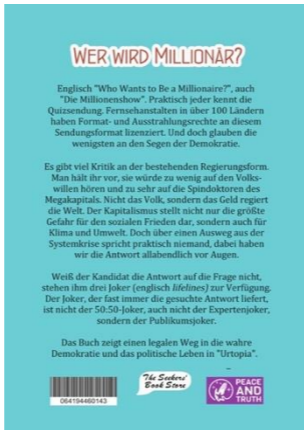 WER WIRD MILLIONÄR?
Englisch "Who Wants to Be a Millionaire?", auch
"Die Millionenshow". Praktisch jeder kennt die
Quizsendung. Fernsehanstalten in über 100 Ländern
haben Format- und Ausstrahlungsrechte an diesem
Sendungsformat lizenziert. Und doch glauben die
wenigsten an den Segen der Demokratie.
Es gibt viel Kritik an der bestehenden Regierungsform.
Man hält ihr vor, sie würde zu wenig auf den Volks-
willen hören und zu sehr auf die Spindoktoren des
Megakapitals. Nicht das Volk, sondern das Geld regiert
die Welt. Der Kapitalismus stellt nicht nur die größte
Gefahr für den sozialen Frieden dar, sondern auch für
Klima und Umwelt. Doch über einen Ausweg aus der
Systemkrise spricht praktisch niemand, dabei haben
wir die Antwort allabendlich vor Augen.
Weiß der Kandidat die Antwort auf die Frage nicht,
stehen ihm drei Joker (englisch lifelines) zur Verfügung.
Der Joker, der fast immer die gesuchte Antwort liefert,
ist nicht der 50:50-Joker, auch nicht der Expertenjoker,
sondern der Publikumsjoker.
Das Buch zeigt einen legalen Weg in die wahre
Demokratie und das politische Leben in "Urtopia".
064194460143
The Seekers'
Book Store
PEACE
AND
TRUTH